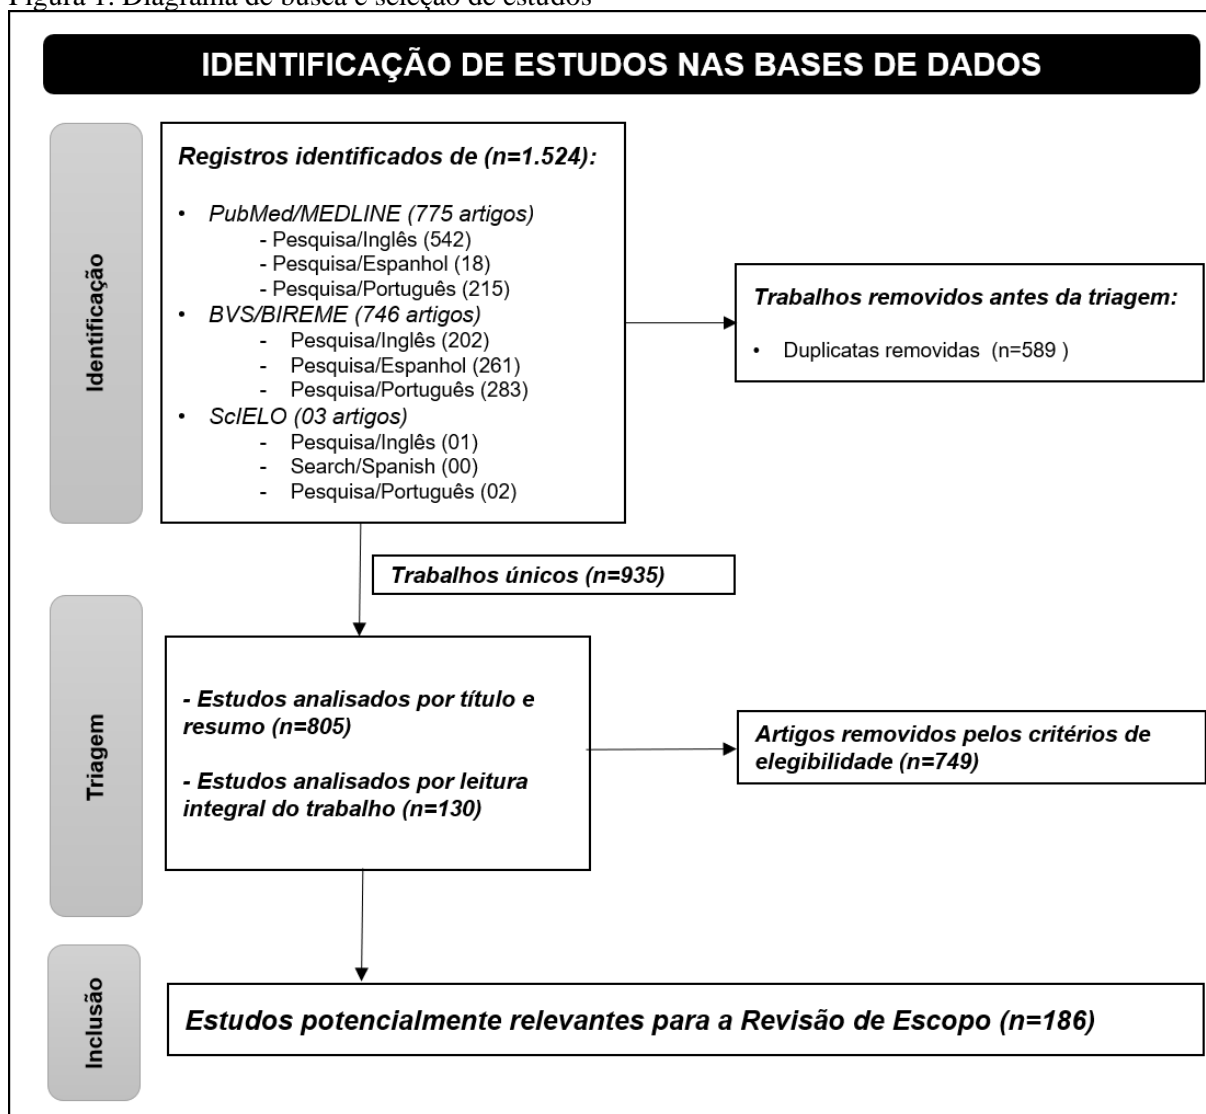 Figura 1. Diagrama de busca e seleção de estudos
IDENTIFICAÇÃO DE ESTUDOS NAS BASES DE DADOS
Identificação
Registros identificados de (n=1.524):
• PubMed/MEDLINE (775 artigos)
- Pesquisa/Inglês (542)
- Pesquisa/Espanhol (18)
- Pesquisa/Português (215)
• BVS/BIREME (746 artigos)
- Pesquisa/Inglês (202)
- Pesquisa/Espanhol (261)
- Pesquisa/Português (283)
• ScIELO (03 artigos)
- Pesquisa/Inglês (01)
- Search/Spanish (00)
- Pesquisa/Português (02)
Trabalhos removidos antes da triagem:
• Duplicatas removidas (n=589 )
Trabalhos únicos (n=935)
Triagem
- Estudos analisados por título e
resumo (n=805)
- Estudos analisados por leitura
integral do trabalho (n=130)
Artigos removidos pelos critérios de
elegibilidade (n=749)
Inclusão
Estudos potencialmente relevantes para a Revisão de Escopo (n=186)